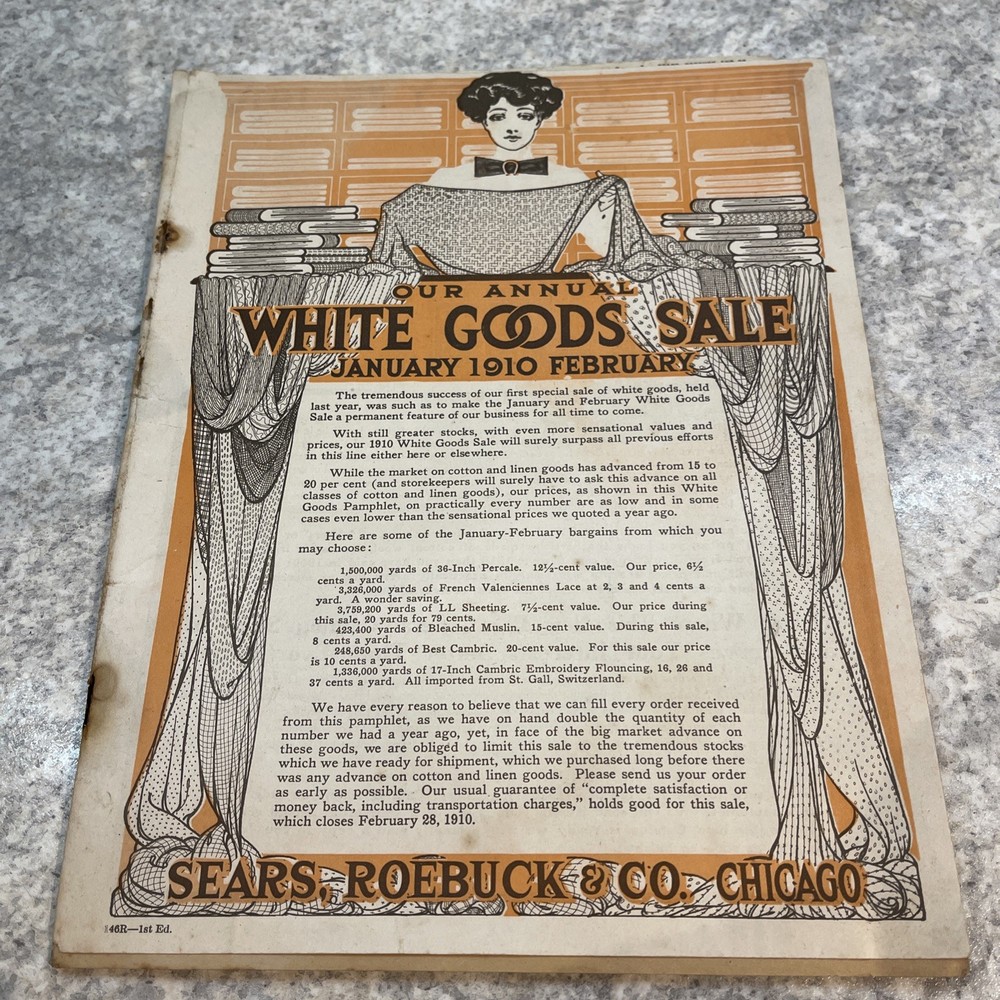 OUR ANNUAL
WHITE GOODS SALE
JANUARY 1910 FEBRUARY
The tremendous success of our first special sale of white goods, held
last year, was such as to make the January and February White Goods
Sale a permanent feature of our business for all time to come.
With still greater stocks, with even more sensational values and
prices, our 1910 White Goods Sale will surely surpass all previous efforts
in this line either here or elsewhere.
While the market on cotton and linen goods has advanced from 15 to
20 per cent (and storekeepers will surely have to ask this advance on all
classes of cotton and linen goods), our prices, as shown in this White
Goods Pamphlet, on practically every number are as low and in some
cases even lower than the sensational prices we quoted a year ago.
Here are some of the January-February bargains from which you
may choose:
1,500,000 yards of 36-Inch Percale. 12½-cent value. Our price, 6½
cents a yard.
3,326,000 yards of French Valenciennes Lace at 2, 3 and 4 cents a
yard. A wonder saving.
3,759,200 yards of LL Sheeting. 7½-cent value. Our price during
this sale, 20 yards for 79 cents.
423,400 yards of Bleached Muslin. 15-cent value. During this sale,
8 cents a yard.
248,650 yards of Best Cambric. 20-cent value. For this sale our price
is 10 cents a yard.
1,336,000 yards of 17-Inch Cambric Embroidery Flouncing, 16, 26 and
37 cents a yard. All imported from St. Gall, Switzerland.
We have every reason to believe that we can fill every order received
from this pamphlet, as we have on hand double the quantity of each
number we had a year ago, yet, in face of the big market advance on
these goods, we are obliged to limit this sale to the tremendous stocks
which we have ready for shipment, which we purchased long before there
was any advance on cotton and linen goods. Please send us your order
as early as possible. Our usual guarantee of "complete satisfaction or
money back, including transportation charges," holds good for this sale,
which closes February 28, 1910.
SEARS, ROEBUCK & CO. CHICAGO
46R—1st Ed.